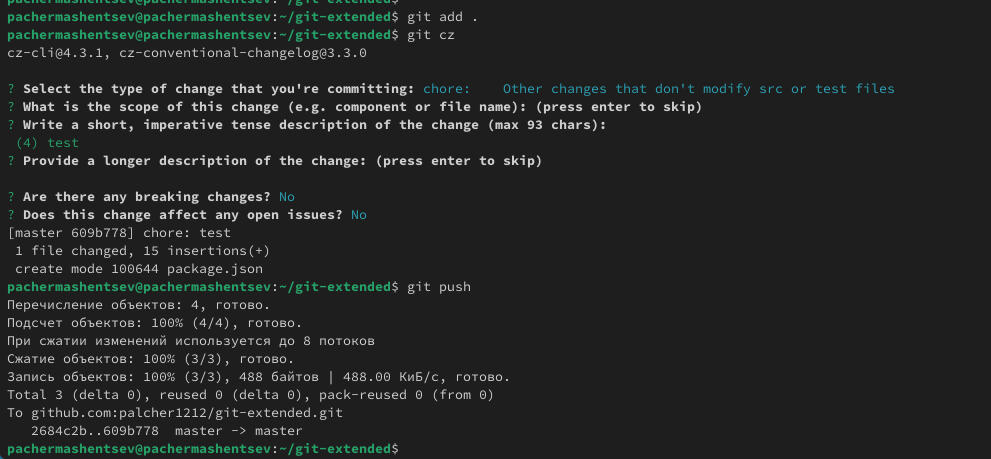 pachermashentsev@pachermashentsev:~/git-extended$
pachermashentsev@pachermashentsev:~/git-extended$ git add .
pachermashentsev@pachermashentsev:~/git-extended$ git cz
cz-cli@4.3.1, cz-conventional-changelog@3.3.0
? Select the type of change that you're committing: chore:    Other changes that don't modify src or test files
? What is the scope of this change (e.g. component or file name): (press enter to skip)
? Write a short, imperative tense description of the change (max 93 chars):
(4) test
? Provide a longer description of the change: (press enter to skip)
? Are there any breaking changes? No
? Does this change affect any open issues? No
[master 609b778] chore: test
1 file changed, 15 insertions(+)
create mode 100644 package.json
pachermashentsev@pachermashentsev:~/git-extended$ git push
Перечисление объектов: 4, готово.
Подсчет объектов: 100% (4/4), готово.
При сжатии изменений используется до 8 потоков
Сжатие объектов: 100% (3/3), готово.
Запись объектов: 100% (3/3), 488 байтов | 488.00 КиБ/с, готово.
Total 3 (delta 0), reused 0 (delta 0), pack-reused 0 (from 0)
To github.com:palcher1212/git-extended.git
2684c2b..609b778  master -> master
pachermashentsev@pachermashentsev:~/git-extended$